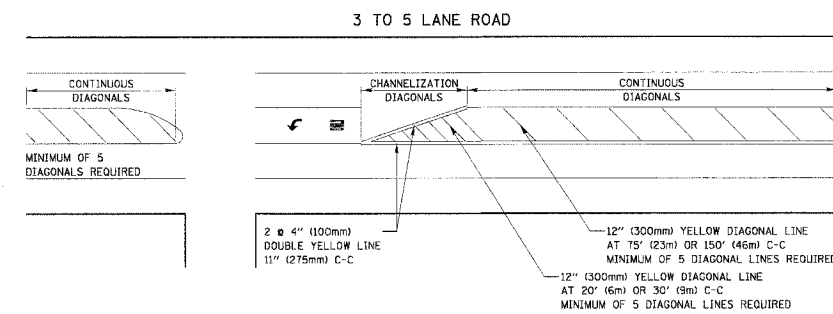 3 TO 5 LANE ROAD
CONTINUOUS
DIAGONALS
CHANNELIZATION
DIAGONALS
CONTINUOUS
DIAGONALS
MINIMUM OF 5
DIAGONALS REQUIRED
2 @ 4" (100mm)
DOUBLE YELLOW LINE
11" (275mm) C-C
12" (300mm) YELLOW DIAGONAL LINE
AT 75' (23m) OR 150' (46m) C-C
MINIMUM OF 5 DIAGONAL LINES REQUIRED
12" (300mm) YELLOW DIAGONAL LINE
AT 20' (6m) OR 30' (9m) C-C
MINIMUM OF 5 DIAGONAL LINES REQUIRED